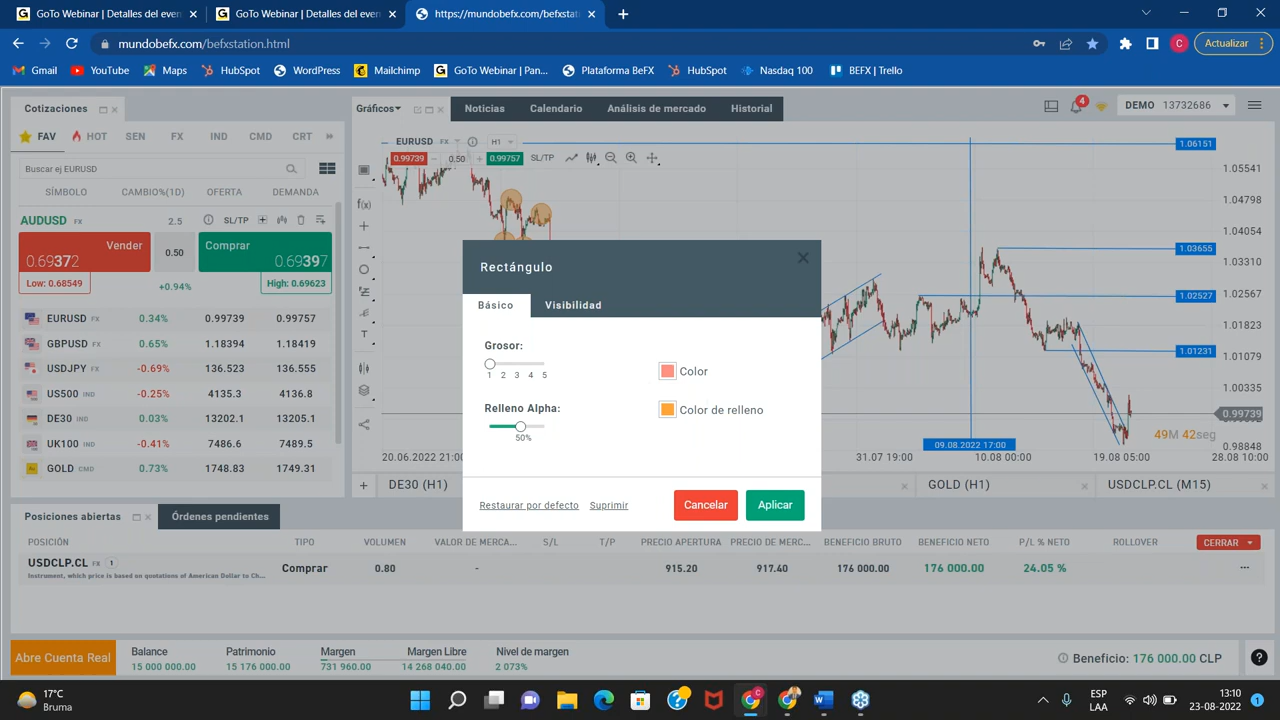 GoTo Webinar | Detalles del even
GoTo Webinar | Detalles del even
https://mundobefx.com/befxstati
mundobefx.com/befxstation.html
Actualizar
Gmail YouTube Maps HubSpot WordPress Mailchimp GoTo Webinar | Pan... Plataforma BeFX HubSpot Nasdaq 100 BEFX | Trello
Cotizaciones
Gráficos
Noticias
Calendario
Análisis de mercado
Historial
4
DEMO 13732686
FAV HOT SEN FX IND CMD CRT
Buscar ej EURUSD
SÍMBOLO CAMBIO%(1D) OFERTA DEMANDA
AUDUSD FX 2.5 SL/TP
Vender 0.69372
0.50
Comprar 0.69397
Low: 0.68549
+0.94%
High: 0.69623
EURUSD FX 0.34% 0.99739 0.99757
GBPUSD FX 0.65% 1.18394 1.18419
USDJPY FX -0.69% 136.523 136.555
US500 IND -0.25% 4135.3 4136.8
DE30 IND 0.03% 13202.1 13205.1
UK100 IND -0.41% 7486.6 7489.5
GOLD CMD 0.73% 1748.83 1749.31
EURUSD FX H1
0.99739 0.50 0.99757 SL/TP
f(x)
T
1.06151
1.05541
1.04798
1.04054
1.03655
1.03310
1.02567
1.02527
1.01823
1.01231
1.01079
1.00335
0.99739
49M 42seg
0.98848
20.06.2022 21:00
31.07 19:00
09.08.2022 17:00
10.08 00:00
19.08 05:00
28.08 10:00
Rectángulo
Básico
Visibilidad
Grosor:
1 2 3 4 5
Color
Relleno Alpha:
50%
Color de relleno
Restaurar por defecto
Suprimir
Cancelar
Aplicar
DE30 (H1)
GOLD (H1)
USDCLP.CL (M15)
Posiciones abiertas
Órdenes pendientes
POSICIÓN TIPO VOLUMEN VALOR DE MERCA... S/L T/P PRECIO APERTURA PRECIO DE MERC... BENEFICIO BRUTO BENEFICIO NETO P/L % NETO ROLLOVER CERRAR
USDCLP.CL FX 1
Instrument, which price is based on quotations of American Dollar to Ch...
Comprar 0.80 - 915.20 917.40 176 000.00 176 000.00 24.05 % ...
Abre Cuenta Real
Balance
15 000 000.00
Patrimonio
15 176 000.00
Margen
731 960.00
Margen Libre
14 268 040.00
Nivel de margen
2 073%
Beneficio: 176 000.00 CLP
17°C
Bruma
ESP
LAA
13:10
23-08-2022
1